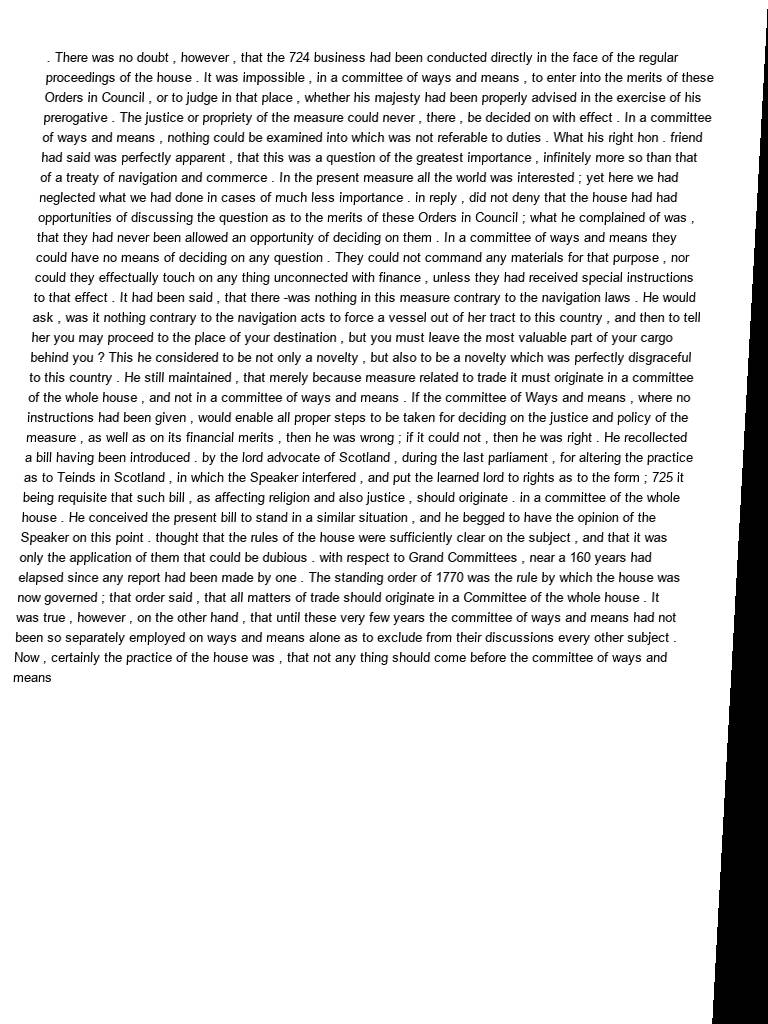 . There was no doubt , however , that the 724 business had been conducted directly in the face of the regular
proceedings of the house . It was impossible , in a committee of ways and means , to enter into the merits of these
Orders in Council , or to judge in that place , whether his majesty had been properly advised in the exercise of his
prerogative . The justice or propriety of the measure could never , there , be decided on with effect . In a committee
of ways and means , nothing could be examined into which was not referable to duties . What his right hon . friend
had said was perfectly apparent , that this was a question of the greatest importance , infinitely more so than that
of a treaty of navigation and commerce . In the present measure all the world was interested ; yet here we had
neglected what we had done in cases of much less importance . in reply , did not deny that the house had had
opportunities of discussing the question as to the merits of these Orders in Council ; what he complained of was ,
that they had never been allowed an opportunity of deciding on them . In a committee of ways and means they
could have no means of deciding on any question . They could not command any materials for that purpose , nor
could they effectually touch on any thing unconnected with finance , unless they had received special instructions
to that effect . It had been said , that there -was nothing in this measure contrary to the navigation laws . He would
ask , was it nothing contrary to the navigation acts to force a vessel out of her tract to this country , and then to tell
her you may proceed to the place of your destination , but you must leave the most valuable part of your cargo
behind you ? This he considered to be not only a novelty , but also to be a novelty which was perfectly disgraceful
to this country . He still maintained , that merely because measure related to trade it must originate in a committee
of the whole house , and not in a committee of ways and means . If the committee of Ways and means , where no
instructions had been given , would enable all proper steps to be taken for deciding on the justice and policy of the
measure , as well as on its financial merits , then he was wrong ; if it could not , then he was right . He recollected
a bill having been introduced . by the lord advocate of Scotland , during the last parliament , for altering the practice
as to Teinds in Scotland , in which the Speaker interfered , and put the learned lord to rights as to the form ; 725 it
being requisite that such bill , as affecting religion and also justice , should originate . in a committee of the whole
house . He conceived the present bill to stand in a similar situation , and he begged to have the opinion of the
Speaker on this point . thought that the rules of the house were sufficiently clear on the subject , and that it was
only the application of them that could be dubious . with respect to Grand Committees , near a 160 years had
elapsed since any report had been made by one . The standing order of 1770 was the rule by which the house was
now governed ; that order said , that all matters of trade should originate in a Committee of the whole house . It
was true , however , on the other hand , that until these very few years the committee of ways and means had not
been so separately employed on ways and means alone as to exclude from their discussions every other subject .
Now , certainly the practice of the house was , that not any thing should come before the committee of ways and
means